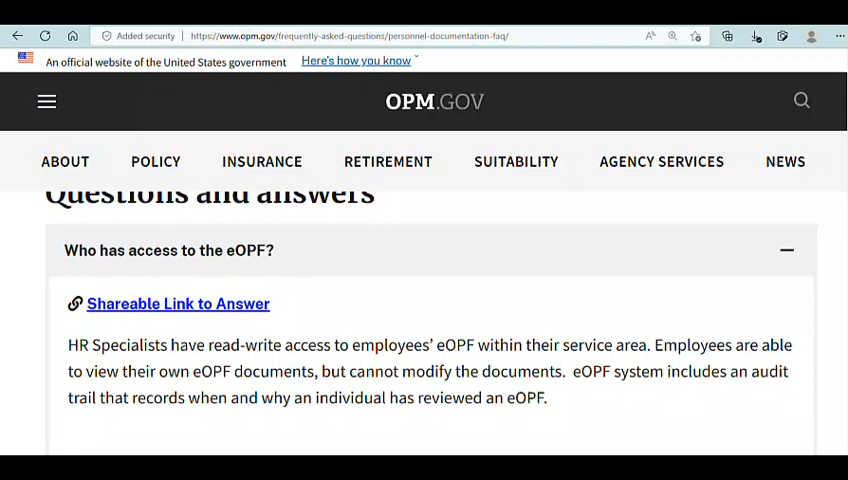 Added security
https://www.opm.gov/frequently-asked-questions/personnel-documentation-faq/
An official website of the United States government Here's how you know
OPM.GOV
ABOUT POLICY INSURANCE RETIREMENT SUITABILITY AGENCY SERVICES NEWS
Questions and answers
Who has access to the eOPF?
Shareable Link to Answer
HR Specialists have read-write access to employees’ eOPF within their service area. Employees are able
to view their own eOPF documents, but cannot modify the documents. eOPF system includes an audit
trail that records when and why an individual has reviewed an eOPF.